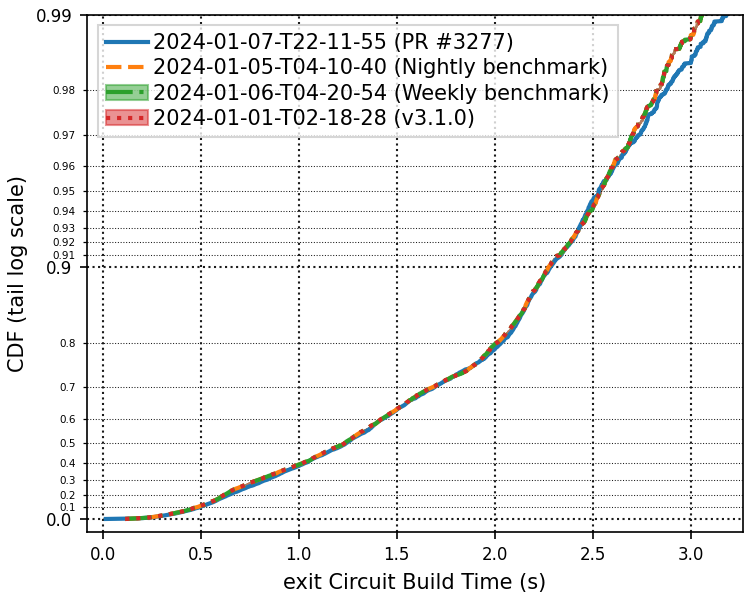 2024-01-07-T22-11-55 (PR #3277)
2024-01-05-T04-10-40 (Nightly benchmark)
2024-01-06-T04-20-54 (Weekly benchmark)
2024-01-01-T02-18-28 (v3.1.0)
CDF (tail log scale)
0.99
0.98
0.97
0.96
0.95
0.94
0.93
0.92
0.91
0.9
0.8
0.7
0.6
0.5
0.4
0.3
0.2
0.1
0.0
0.0 0.5 1.0 1.5 2.0 2.5 3.0
exit Circuit Build Time (s)